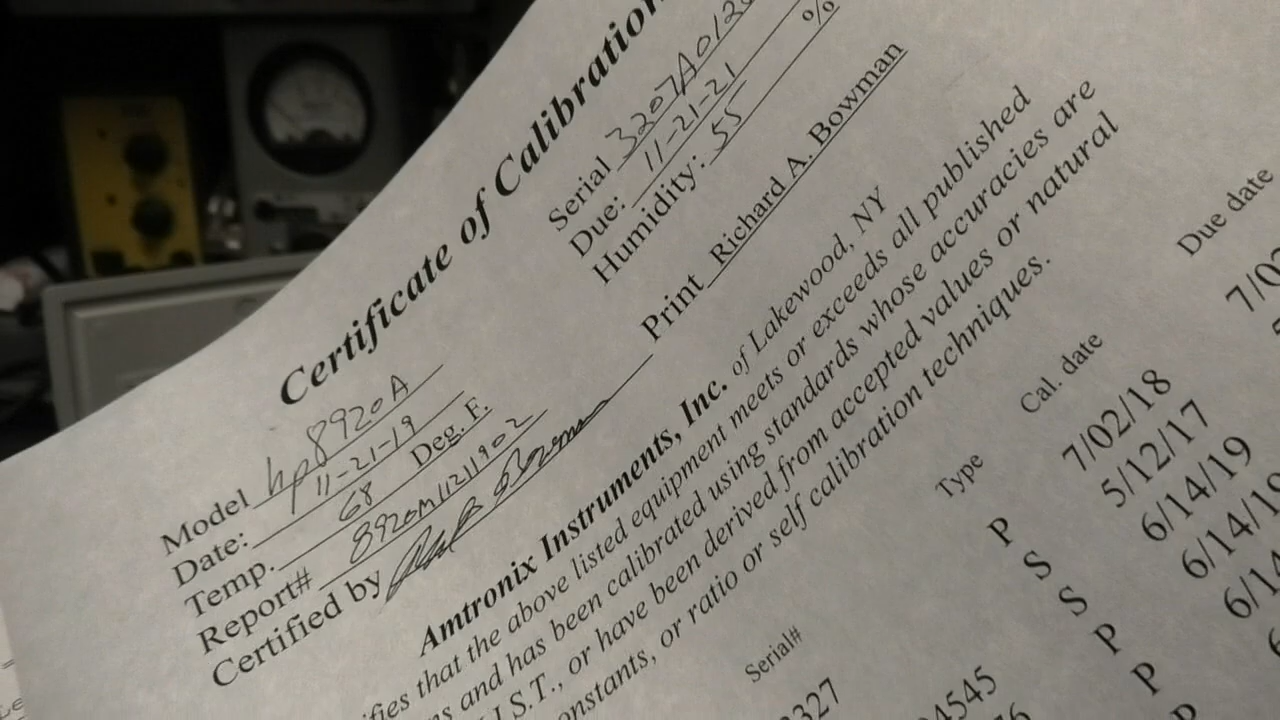 Certificate of Calibration
Model hp8920A Serial
Date: 11-21-19 Due: 11-21-21
Temp. 68 Deg. F. Humidity: 55 %
Report# 8920M11211902
Certified by Print Richard A. Bowman
Amtronix Instruments, Inc. of Lakewood, NY
that the above listed equipment meets or exceeds all published
and has been calibrated using standards whose accuracies are
or have been derived from accepted values or natural
or ratio or self calibration techniques.
Serial# Type Cal. date Due date
P 7/02/18
S 5/12/17
S 6/14/19
P
P
P